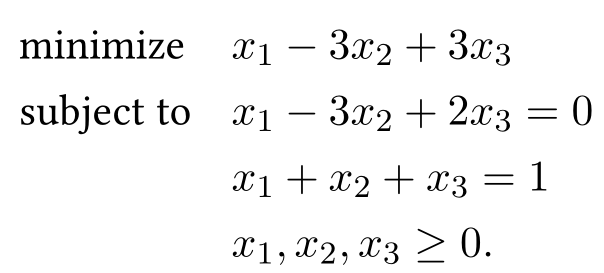 minimize x₁ − 3x₂ + 3x₃
subject to x₁ − 3x₂ + 2x₃ = 0
x₁ + x₂ + x₃ = 1
x₁, x₂, x₃ ≥ 0.